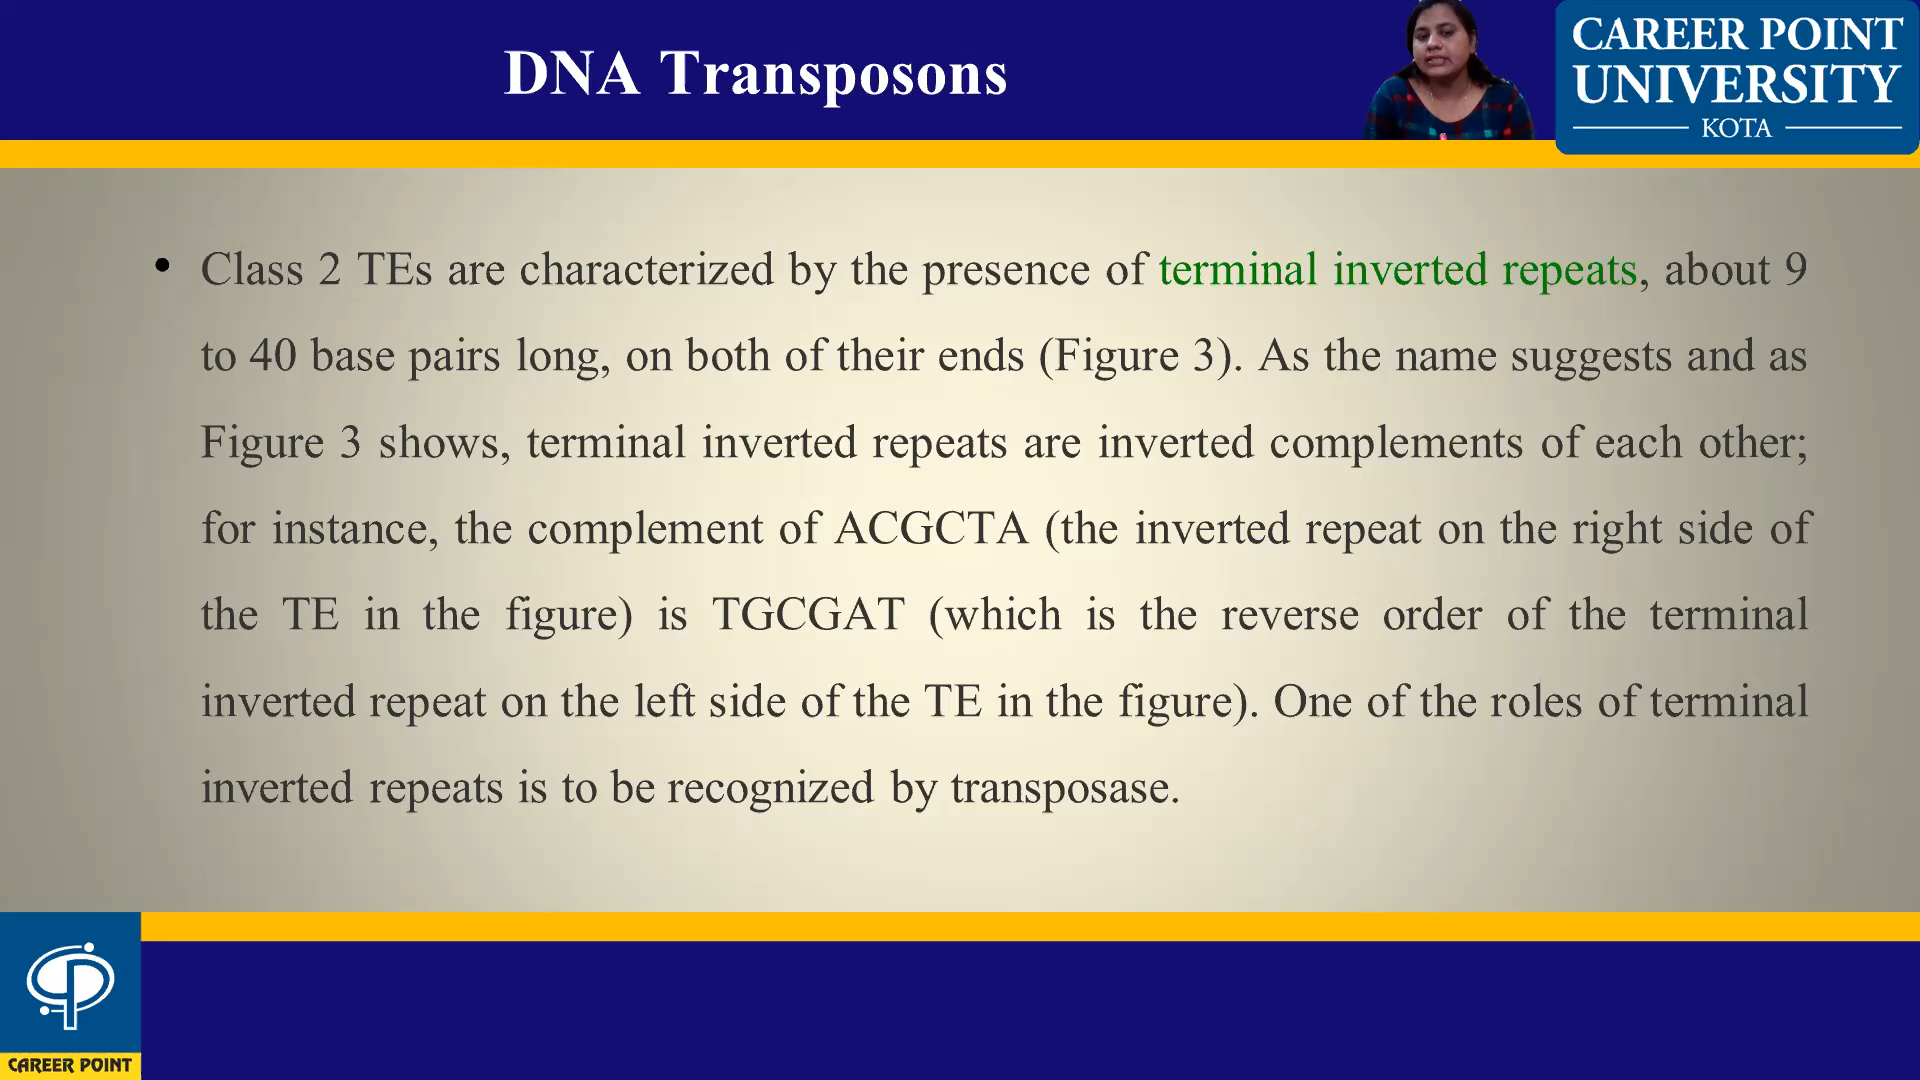 DNA Transposons
CAREER POINT
UNIVERSITY
KOTA
• Class 2 TEs are characterized by the presence of terminal inverted repeats, about 9
to 40 base pairs long, on both of their ends (Figure 3). As the name suggests and as
Figure 3 shows, terminal inverted repeats are inverted complements of each other;
for instance, the complement of ACGCTA (the inverted repeat on the right side of
the TE in the figure) is TGCGAT (which is the reverse order of the terminal
inverted repeat on the left side of the TE in the figure). One of the roles of terminal
inverted repeats is to be recognized by transposase.
CAREER POINT